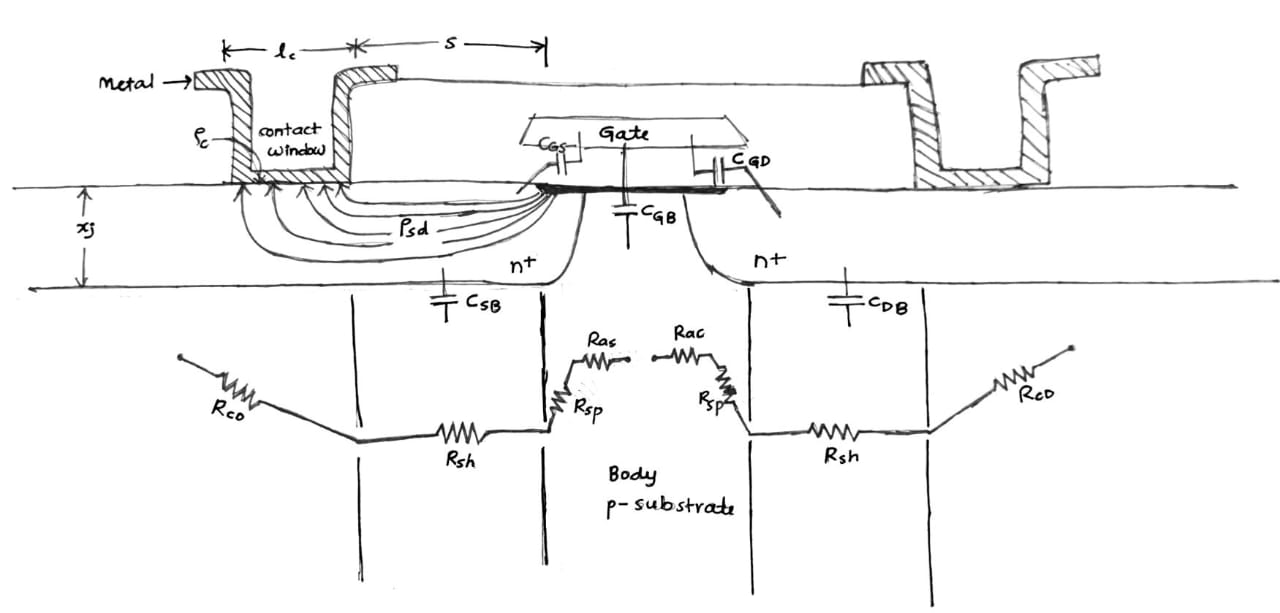 lc
s
Metal
Gate
ρc
contact
window
CGS
CGD
xj
ρsd
CGB
n+
n+
CSB
CDB
Ras
Rac
Rco
Rsp
Rsp
RcD
Rsh
Rsh
Body
p-substrate